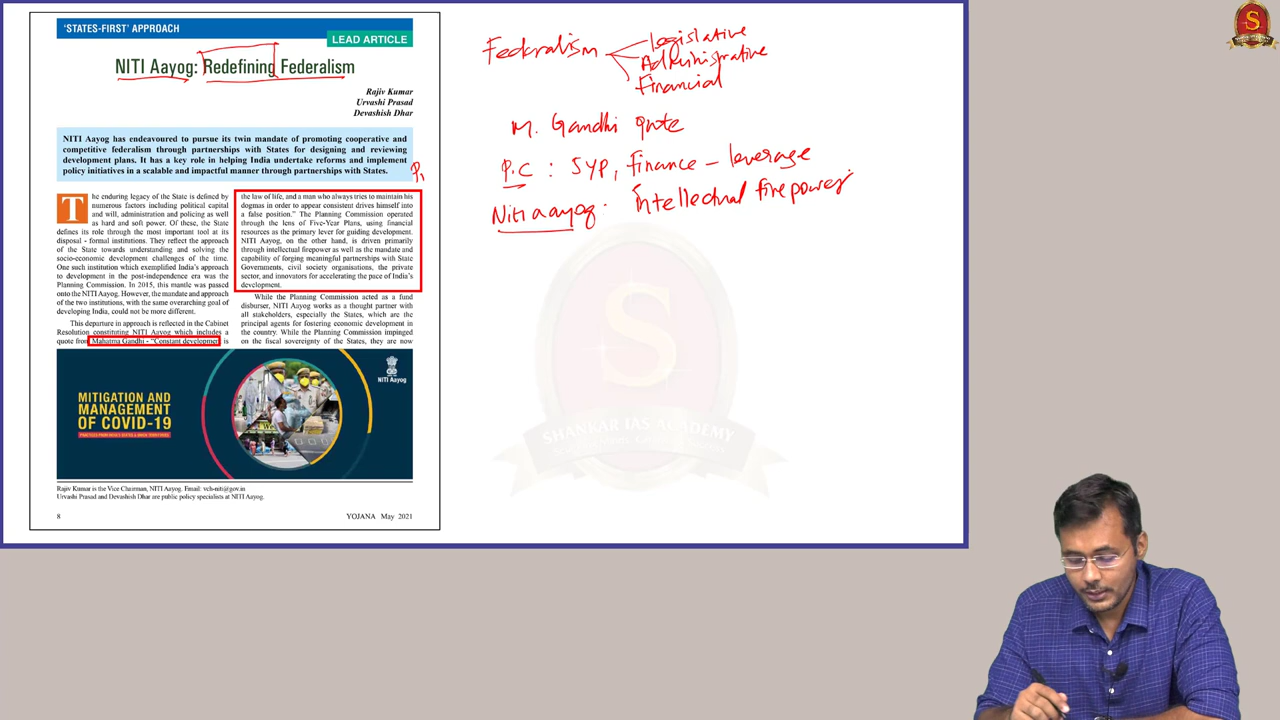 'STATES-FIRST' APPROACH
LEAD ARTICLE
NITI Aayog: Redefining Federalism
Rajiv Kumar
Urvashi Prasad
Devashish Dhar
NITI Aayog has endeavoured to pursue its twin mandate of promoting cooperative and
competitive federalism through partnerships with States for designing and reviewing
development plans. It has a key role in helping India undertake reforms and implement
policy initiatives in a scalable and impactful manner through partnerships with States.
The enduring legacy of the State is defined by
numerous factors including political capital
and will, administration and policing as well
as hard and soft power. Of these, the State
defines its role through the most important tool at its
disposal - formal institutions. They reflect the approach
of the State towards understanding and solving the
socio-economic development challenges of the time.
One such institution which exemplified India's approach
to development in the post-independence era was the
Planning Commission. In 2015, this mantle was passed
onto the NITI Aayog. However, the mandate and approach
of the two institutions, with the same overarching goal of
developing India, could not be more different.
This departure in approach is reflected in the Cabinet
Resolution constituting NITI Aayog which includes a
quote from Mahatma Gandhi - "Constant development is
the law of life, and a man who always tries to maintain his
dogmas in order to appear consistent drives himself into
a false position." The Planning Commission operated
through the lens of Five-Year Plans, using financial
resources as the primary lever for guiding development.
NITI Aayog, on the other hand, is driven primarily
through intellectual firepower as well as the mandate and
capability of forging meaningful partnerships with State
Governments, civil society organisations, the private
sector, and innovators for accelerating the pace of India's
development.
While the Planning Commission acted as a fund
disburser, NITI Aayog works as a thought partner with
all stakeholders, especially the States, which are the
principal agents for fostering economic development in
the country. While the Planning Commission impinged
on the fiscal sovereignty of the States, they are now
MITIGATION AND
MANAGEMENT
OF COVID-19
NITI Aayog
Rajiv Kumar is the Vice Chairman, NITI Aayog. Email: vch-niti@gov.in
Urvashi Prasad and Devashish Dhar are public policy specialists at NITI Aayog.
8
YOJANA May 2021
P1
Federalism
Legislative
Administrative
Financial
M. Gandhi quote
P.C : 5YP, finance - leverage
Niti aayog. Intellectual firepower
S
SHANKAR IAS ACADEMY